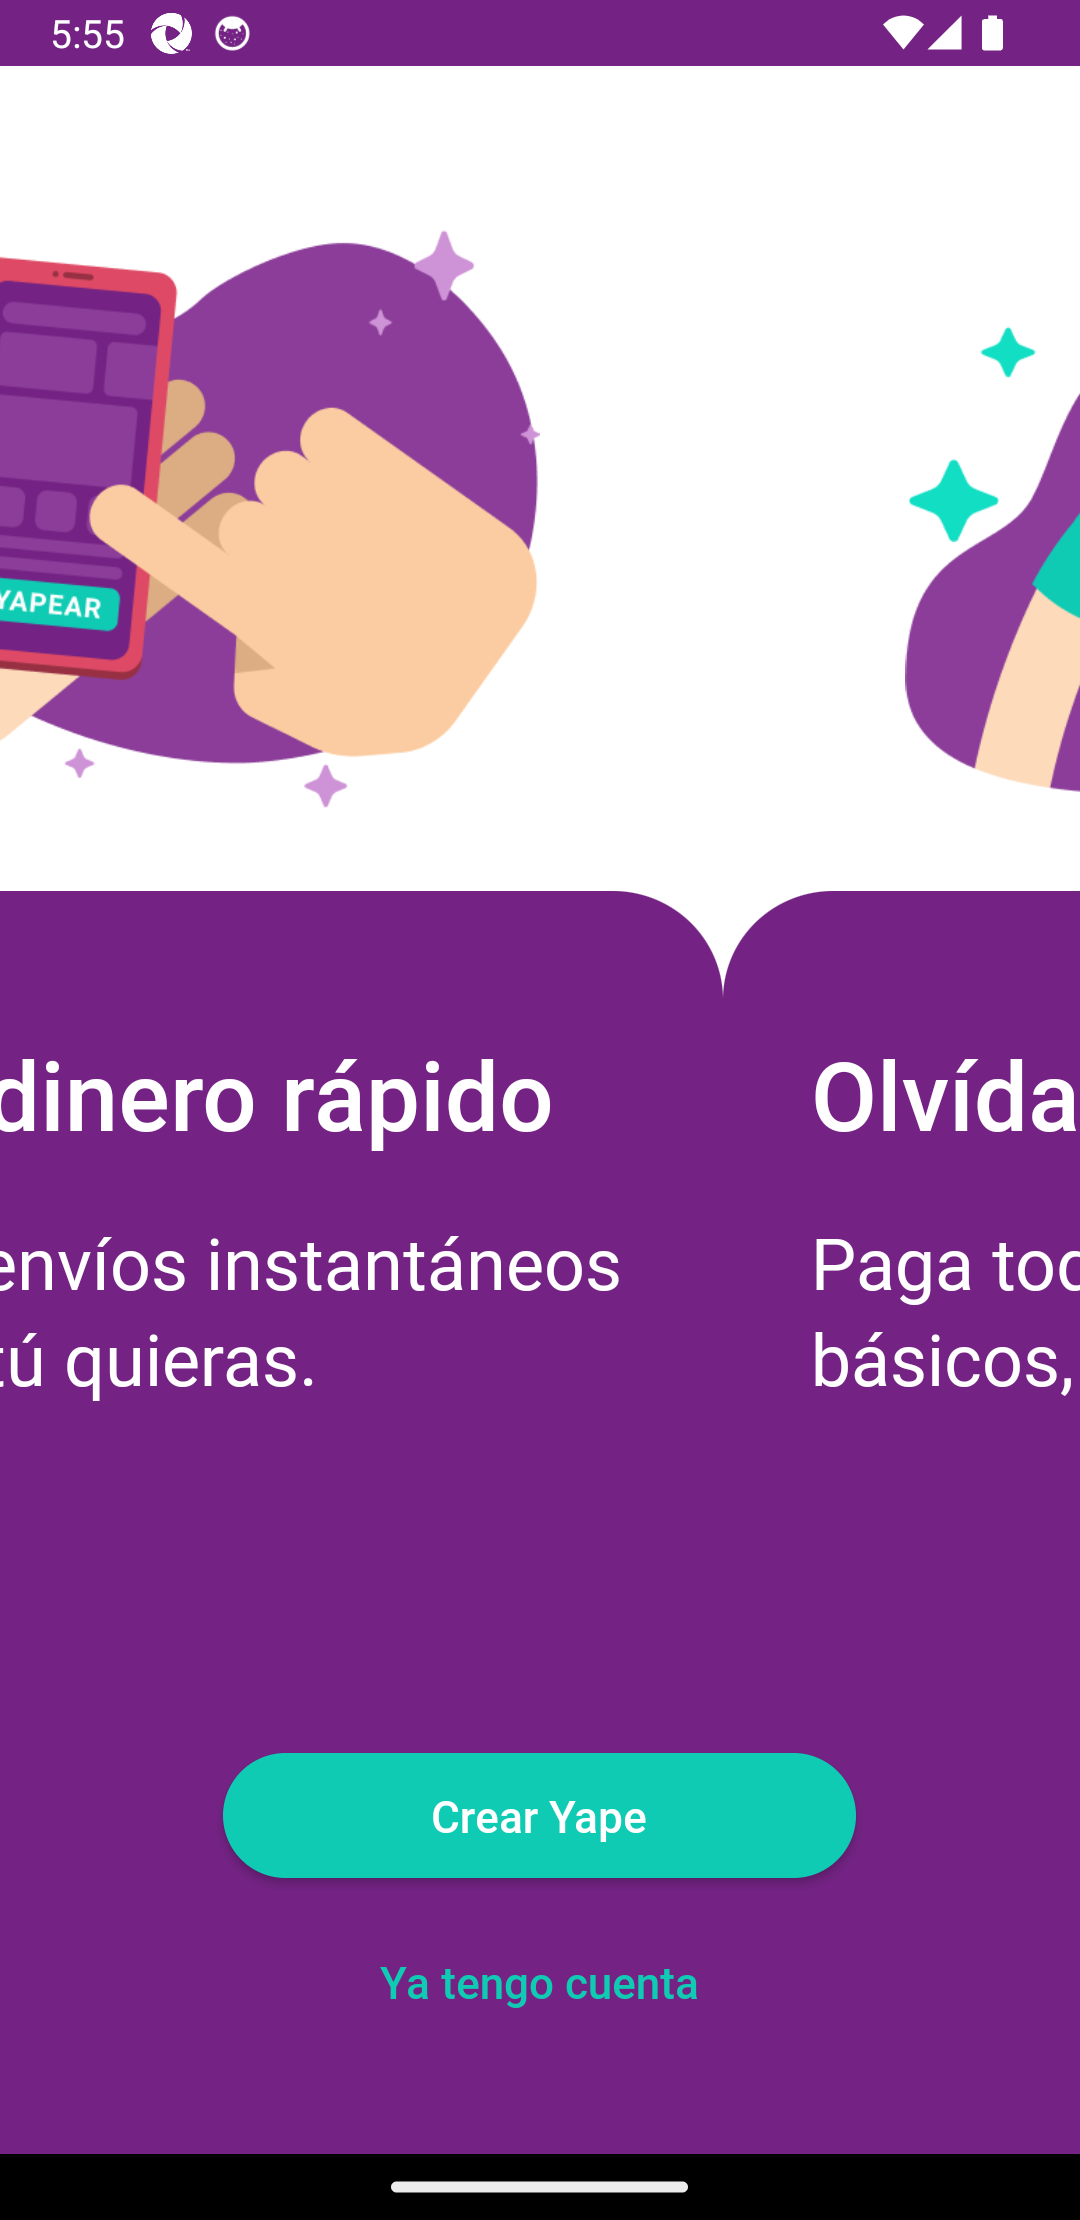 5:55
YAPEAR
dinero rápido
envíos instantáneos
tú quieras.
Olvída
Paga tod
básicos,
Crear Yape
Ya tengo cuenta